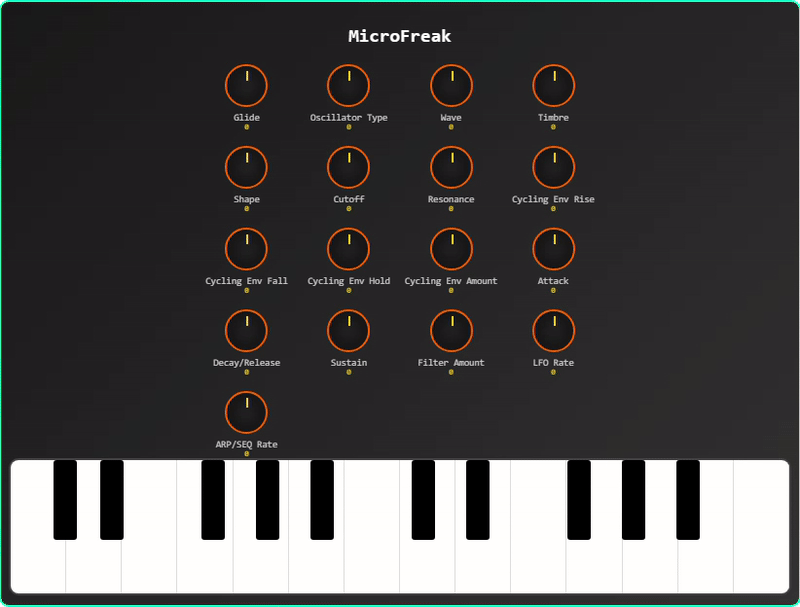 MicroFreak
Glide Oscillator Type Wave Timbre
0 0 0 0
Shape Cutoff Resonance Cycling Env Rise
0 0 0 0
Cycling Env Fall Cycling Env Hold Cycling Env Amount Attack
0 0 0 0
Decay/Release Sustain Filter Amount LFO Rate
0 0 0 0
ARP/SEQ Rate
0